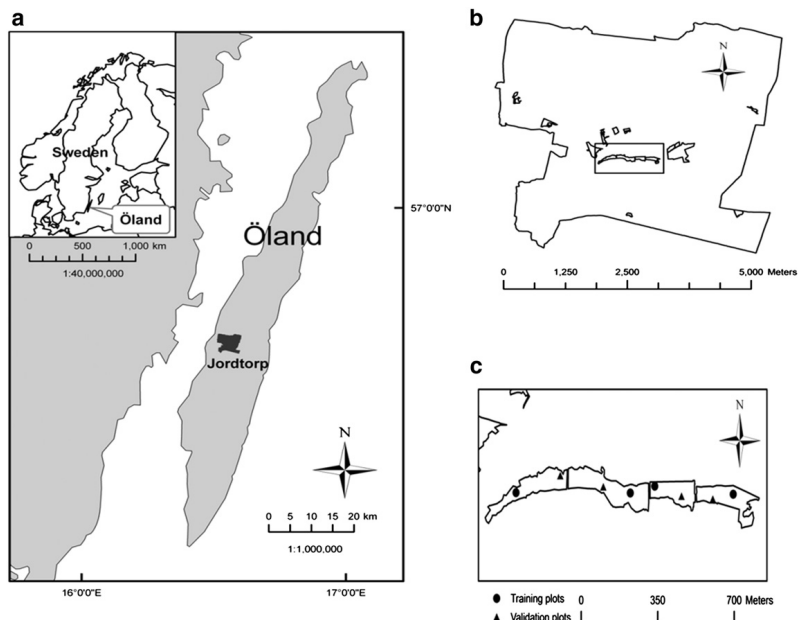 a
Sweden
Öland
0 500 1,000 km
1:40,000,000
Öland
57°0'0"N
Jordtorp
N
0 5 10 15 20 km
1:1,000,000
16°0'0"E 17°0'0"E
b
N
0 1,250 2,500 5,000 Meters
c
N
Training plots 0 350 700 Meters
Validation plots